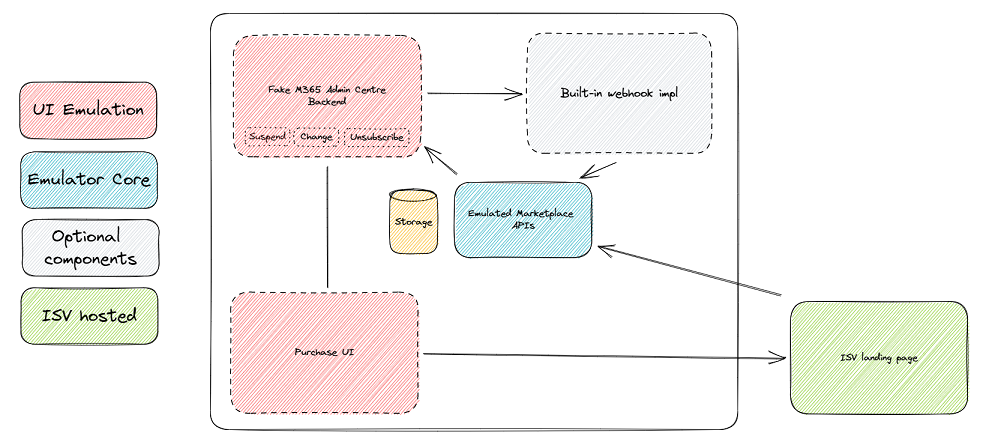 UI Emulation
Emulator Core
Optional
components
ISV hosted
Fake M365 Admin Centre
Backend
Suspend
Change
Unsubscribe
Built-in webhook impl
Storage
Emulated Marketplace
APIs
Purchase UI
ISV landing page